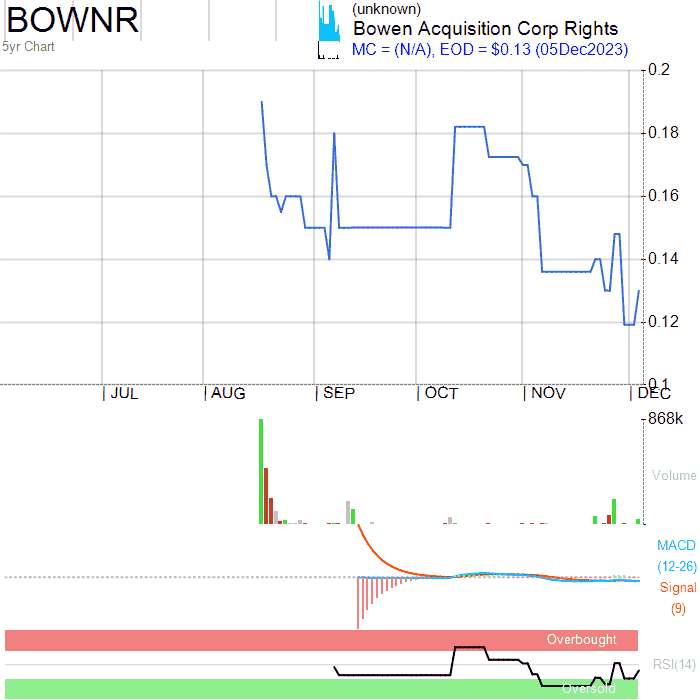 BOWNR
(unknown)
Bowen Acquisition Corp Rights
5yr Chart
MC = (N/A), EOD = $0.13 (05Dec2023)
0.2
0.18
0.16
0.14
0.12
0.1
JUL AUG SEP OCT NOV DEC
868k
Volume
MACD
(12-26)
Signal
(9)
Overbought
RSI(14)
Oversold